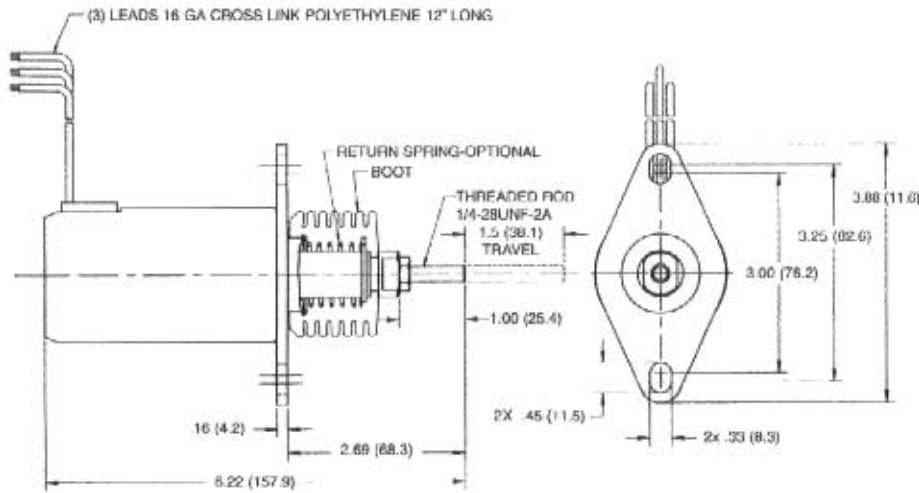 (3) LEADS 16 GA CROSS LINK POLYETHYLENE 12" LONG
RETURN SPRING-OPTIONAL
BOOT
THREADED ROD
1/4-28UNF-2A
1.5 (38.1)
TRAVEL
1.00 (25.4)
.16 (4.2)
2.69 (68.3)
6.22 (157.9)
3.88 (11.6)
3.25 (82.6)
3.00 (76.2)
2X .45 (11.5)
2x .33 (8.3)